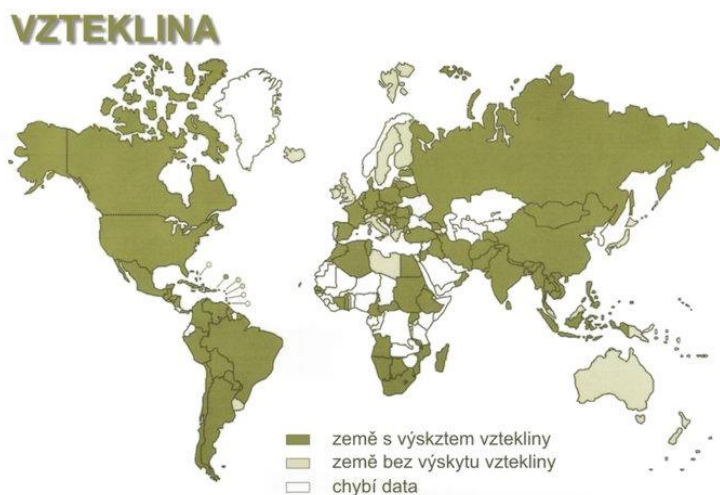 VZTEKLINA
země s výskztem vztekliny
země bez výskytu vztekliny
chybí data